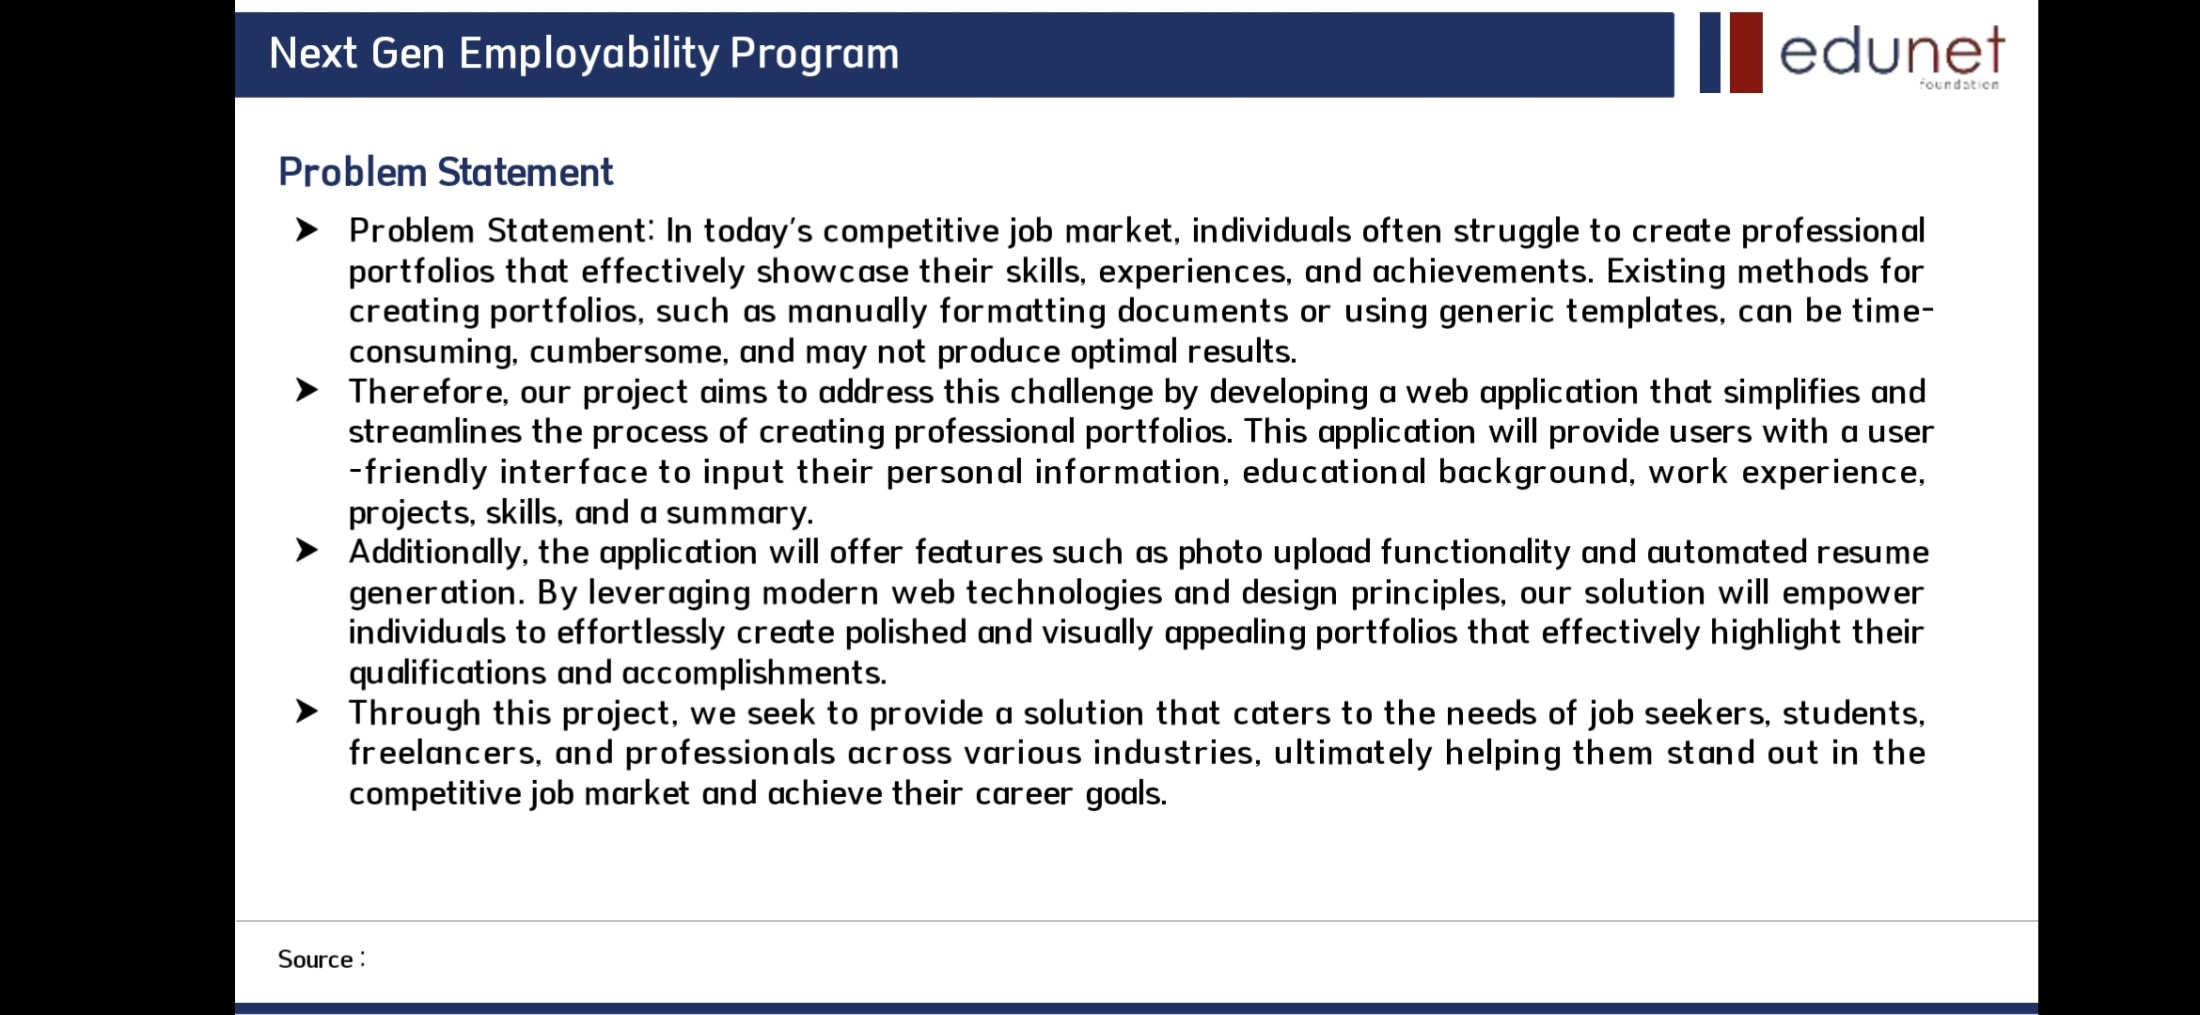 Next Gen Employability Program
edunet
foundation
Problem Statement
➤ Problem Statement: In today's competitive job market, individuals often struggle to create professional
portfolios that effectively showcase their skills, experiences, and achievements. Existing methods for
creating portfolios, such as manually formatting documents or using generic templates, can be time-
consuming, cumbersome, and may not produce optimal results.
➤ Therefore, our project aims to address this challenge by developing a web application that simplifies and
streamlines the process of creating professional portfolios. This application will provide users with a user
-friendly interface to input their personal information, educational background, work experience,
projects, skills, and a summary.
➤ Additionally, the application will offer features such as photo upload functionality and automated resume
generation. By leveraging modern web technologies and design principles, our solution will empower
individuals to effortlessly create polished and visually appealing portfolios that effectively highlight their
qualifications and accomplishments.
➤ Through this project, we seek to provide a solution that caters to the needs of job seekers, students,
freelancers, and professionals across various industries, ultimately helping them stand out in the
competitive job market and achieve their career goals.
Source :